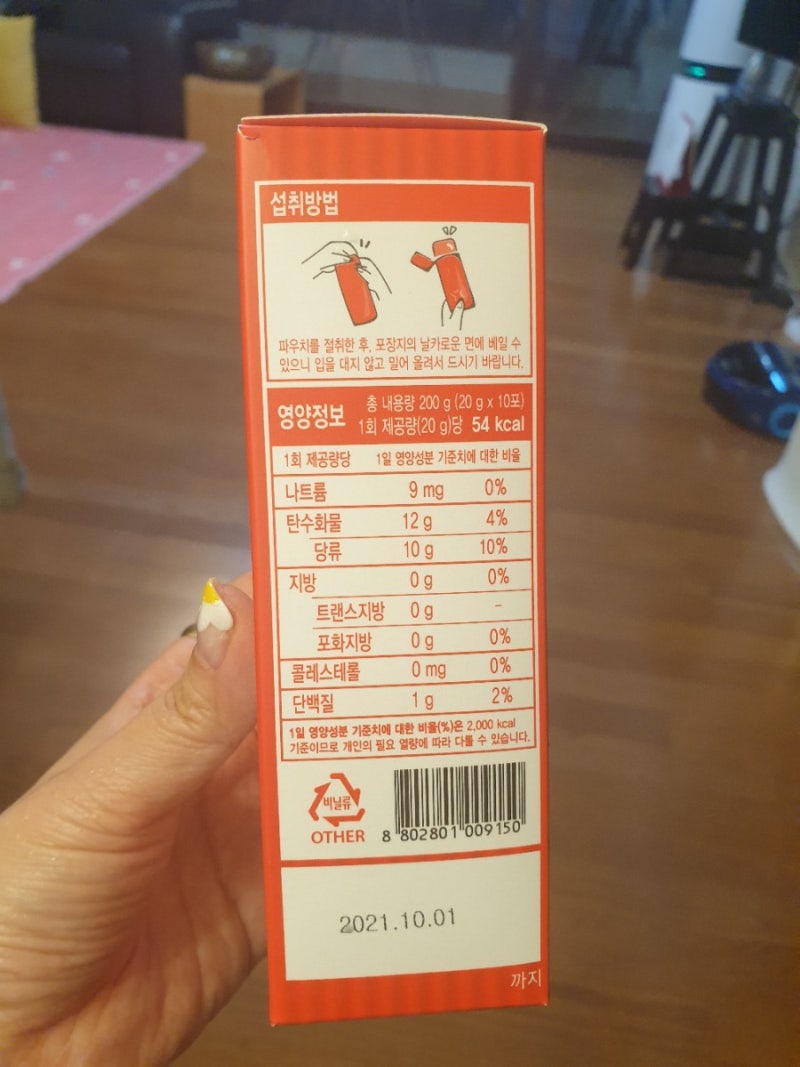 섭취방법
파우치를 절취한 후, 포장지의 날카로운 면에 베일 수
있으니 입을 대지 않고 밀어 올려서 드시기 바랍니다.
영양정보
총 내용량 200 g (20 g x 10포)
1회 제공량(20 g)당 54 kcal
1회 제공량당 1일 영양성분 기준치에 대한 비율
나트륨 9 mg 0%
탄수화물 12 g 4%
당류 10 g 10%
지방 0 g 0%
트랜스지방 0 g -
포화지방 0 g 0%
콜레스테롤 0 mg 0%
단백질 1 g 2%
1일 영양성분 기준치에 대한 비율(%)은 2,000 kcal
기준이므로 개인의 필요 열량에 따라 다를 수 있습니다.
비닐류
OTHER
8 802801 009150
2021.10.01
까지